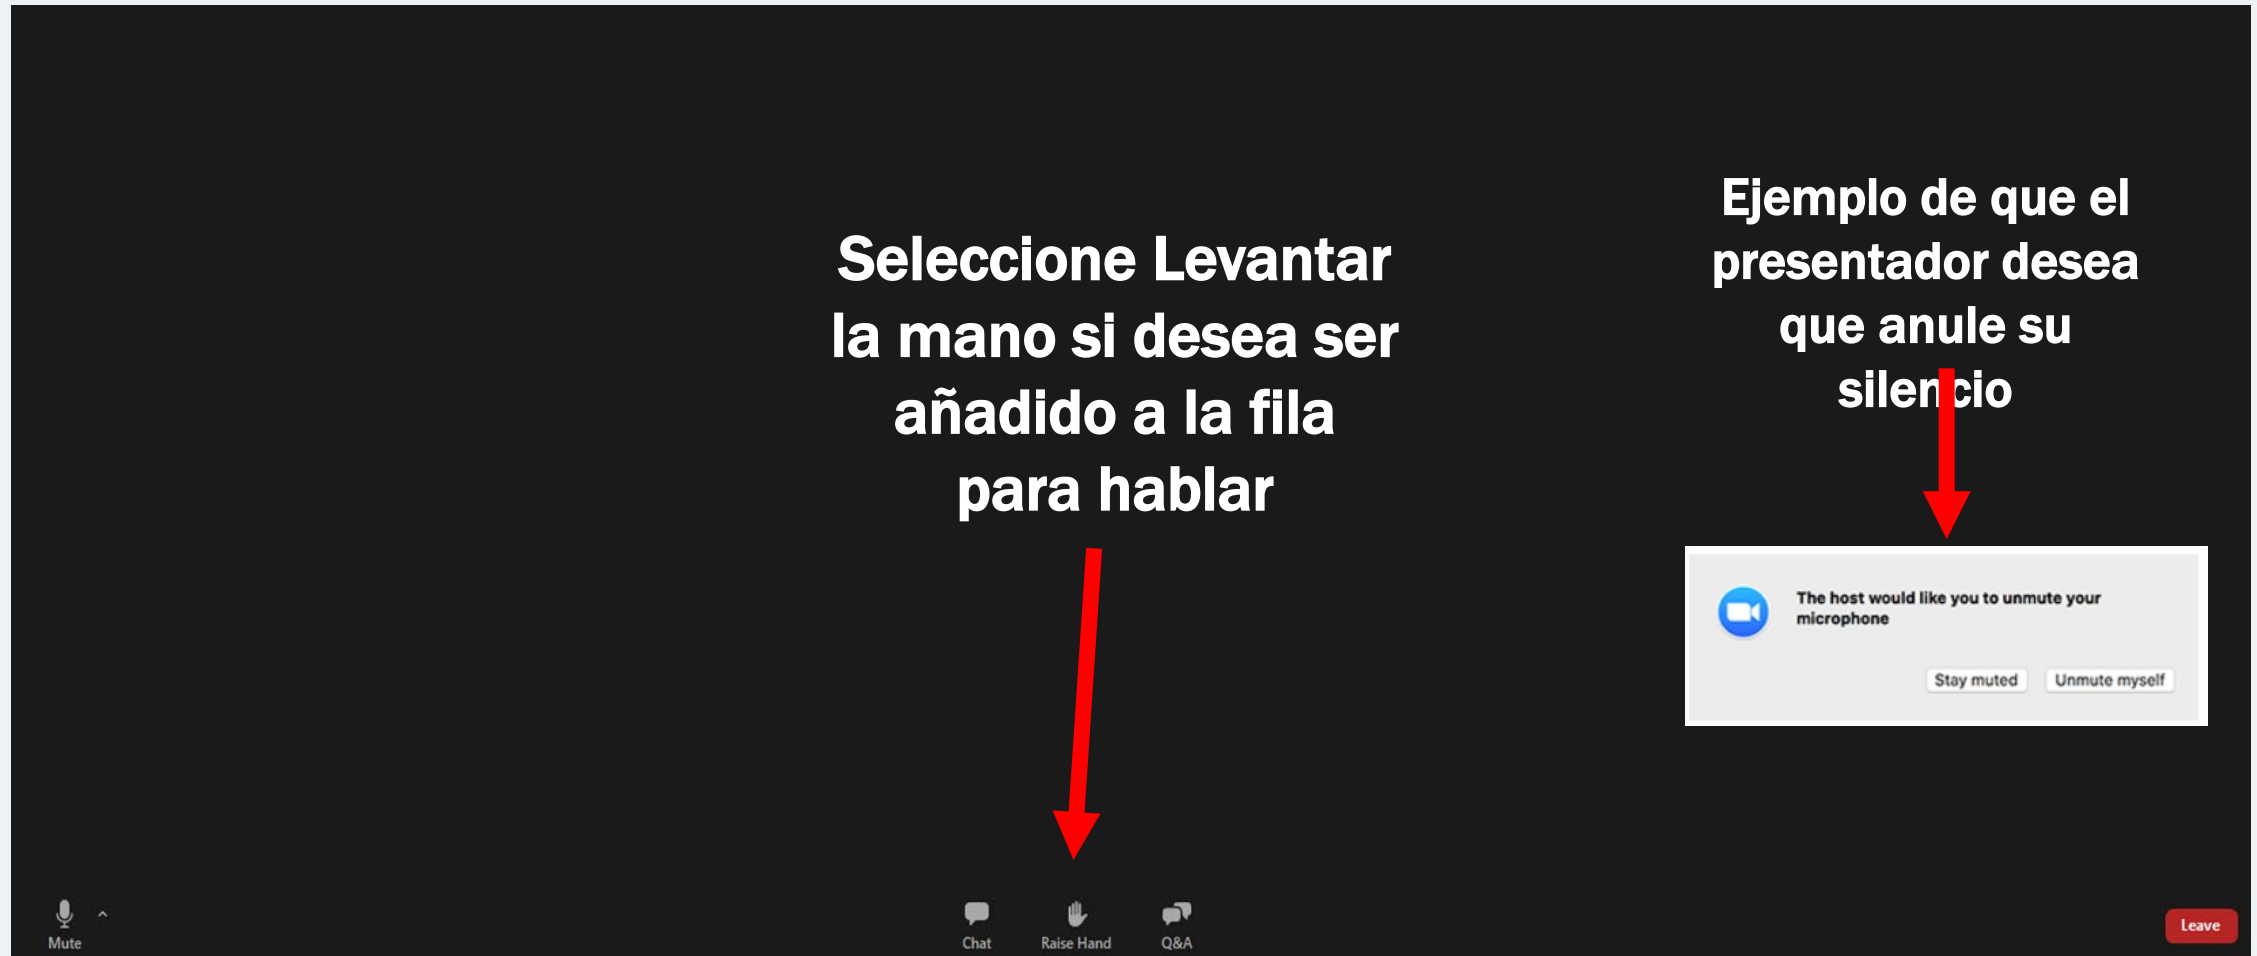 Seleccione Levantar
la mano si desea ser
añadido a la fila
para hablar
Ejemplo de que el
presentador desea
que anule su
silencio
The host would like you to unmute your
microphone
Stay muted
Unmute myself
Mute
Chat
Raise Hand
Q&A
Leave